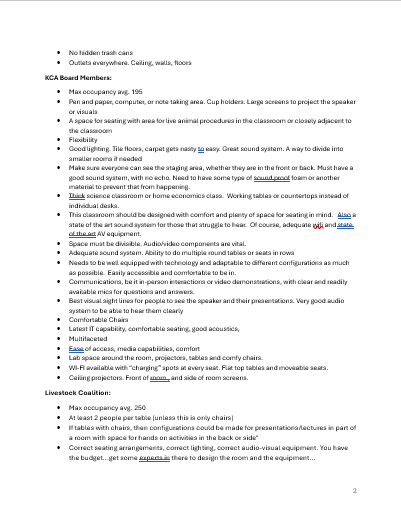 No hidden trash cans
Outlets everywhere. Ceiling, walls, floors
KCA Board Members:
Max occupancy avg. 195
Pen and paper, computer, or note taking area. Cup holders. Large screens to project the speaker
or visuals
A space for seating with area for live animal procedures in the classroom or closely adjacent to
the classroom
Flexibility
Good lighting. Tile floors, carpet gets nasty to easy. Great sound system. A way to divide into
smaller rooms if needed
Make sure everyone can see the staging area, whether they are in the front or back. Must have a
good sound system, with no echo. Need to have some type of sound proof foam or another
material to prevent that from happening.
Think science classroom or home economics class. Working tables or countertops instead of
individual desks.
This classroom should be designed with comfort and plenty of space for seating in mind. Also a
state of the art sound system for those that struggle to hear. Of course, adequate wifi and state
of the art AV equipment.
Space must be divisible. Audio/video components are vital.
Adequate sound system. Ability to do multiple round tables or seats in rows
Needs to be well equipped with technology and adaptable to different configurations as much
as possible. Easily accessible and comfortable to be in.
Communications, be it in-person interactions or video demonstrations, with clear and readily
available mics for questions and answers.
Best visual sight lines for people to see the speaker and their presentations. Very good audio
system to be able to hear them clearly
Comfortable Chairs
Latest IT capability, comfortable seating, good acoustics,
Multifaceted
Ease of access, media capabilities, comfort
Lab space around the room, projectors, tables and comfy chairs.
WI-FI available with "charging" spots at every seat. Flat top tables and moveable seats.
Ceiling projectors. Front of room, and side of room screens.
Livestock Coalition:
Max occupancy avg. 250
At least 2 people per table (unless this is only chairs)
If tables with chairs, then configurations could be made for presentations/lectures in part of
a room with space for hands on activities in the back or side"
Correct seating arrangements, correct lighting, correct audio-visual equipment. You have
the budget...get some experts in there to design the room and the equipment...
2